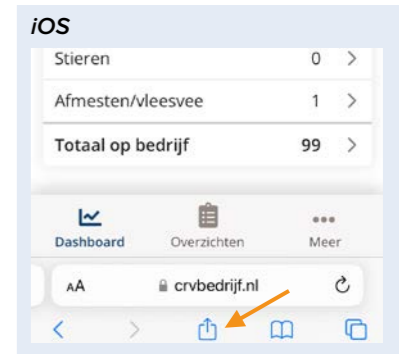 iOS
Stieren 0 >
Afmesten/vleesvee 1 >
Totaal op bedrijf 99 >
Dashboard Overzichten Meer
AA crvbedrijf.nl